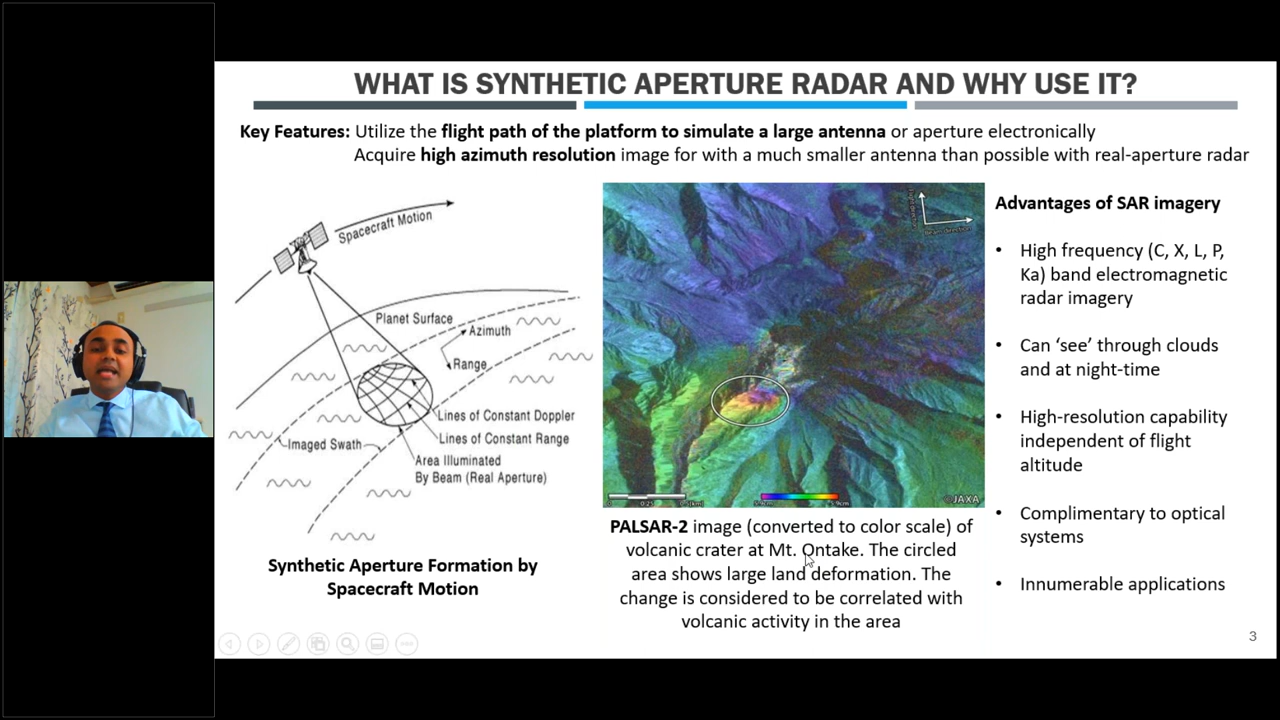 WHAT IS SYNTHETIC APERTURE RADAR AND WHY USE IT?
Key Features: Utilize the flight path of the platform to simulate a large antenna or aperture electronically
Acquire high azimuth resolution image for with a much smaller antenna than possible with real-aperture radar
Spacecraft Motion
Planet Surface
Azimuth
Range
Lines of Constant Doppler
Lines of Constant Range
Imaged Swath
Area Illuminated
By Beam (Real Aperture)
Synthetic Aperture Formation by
Spacecraft Motion
Beam direction
©JAXA
PALSAR-2 image (converted to color scale) of
volcanic crater at Mt. Ontake. The circled
area shows large land deformation. The
change is considered to be correlated with
volcanic activity in the area
Advantages of SAR imagery
• High frequency (C, X, L, P,
Ka) band electromagnetic
radar imagery
• Can ‘see’ through clouds
and at night-time
• High-resolution capability
independent of flight
altitude
• Complimentary to optical
systems
• Innumerable applications
3